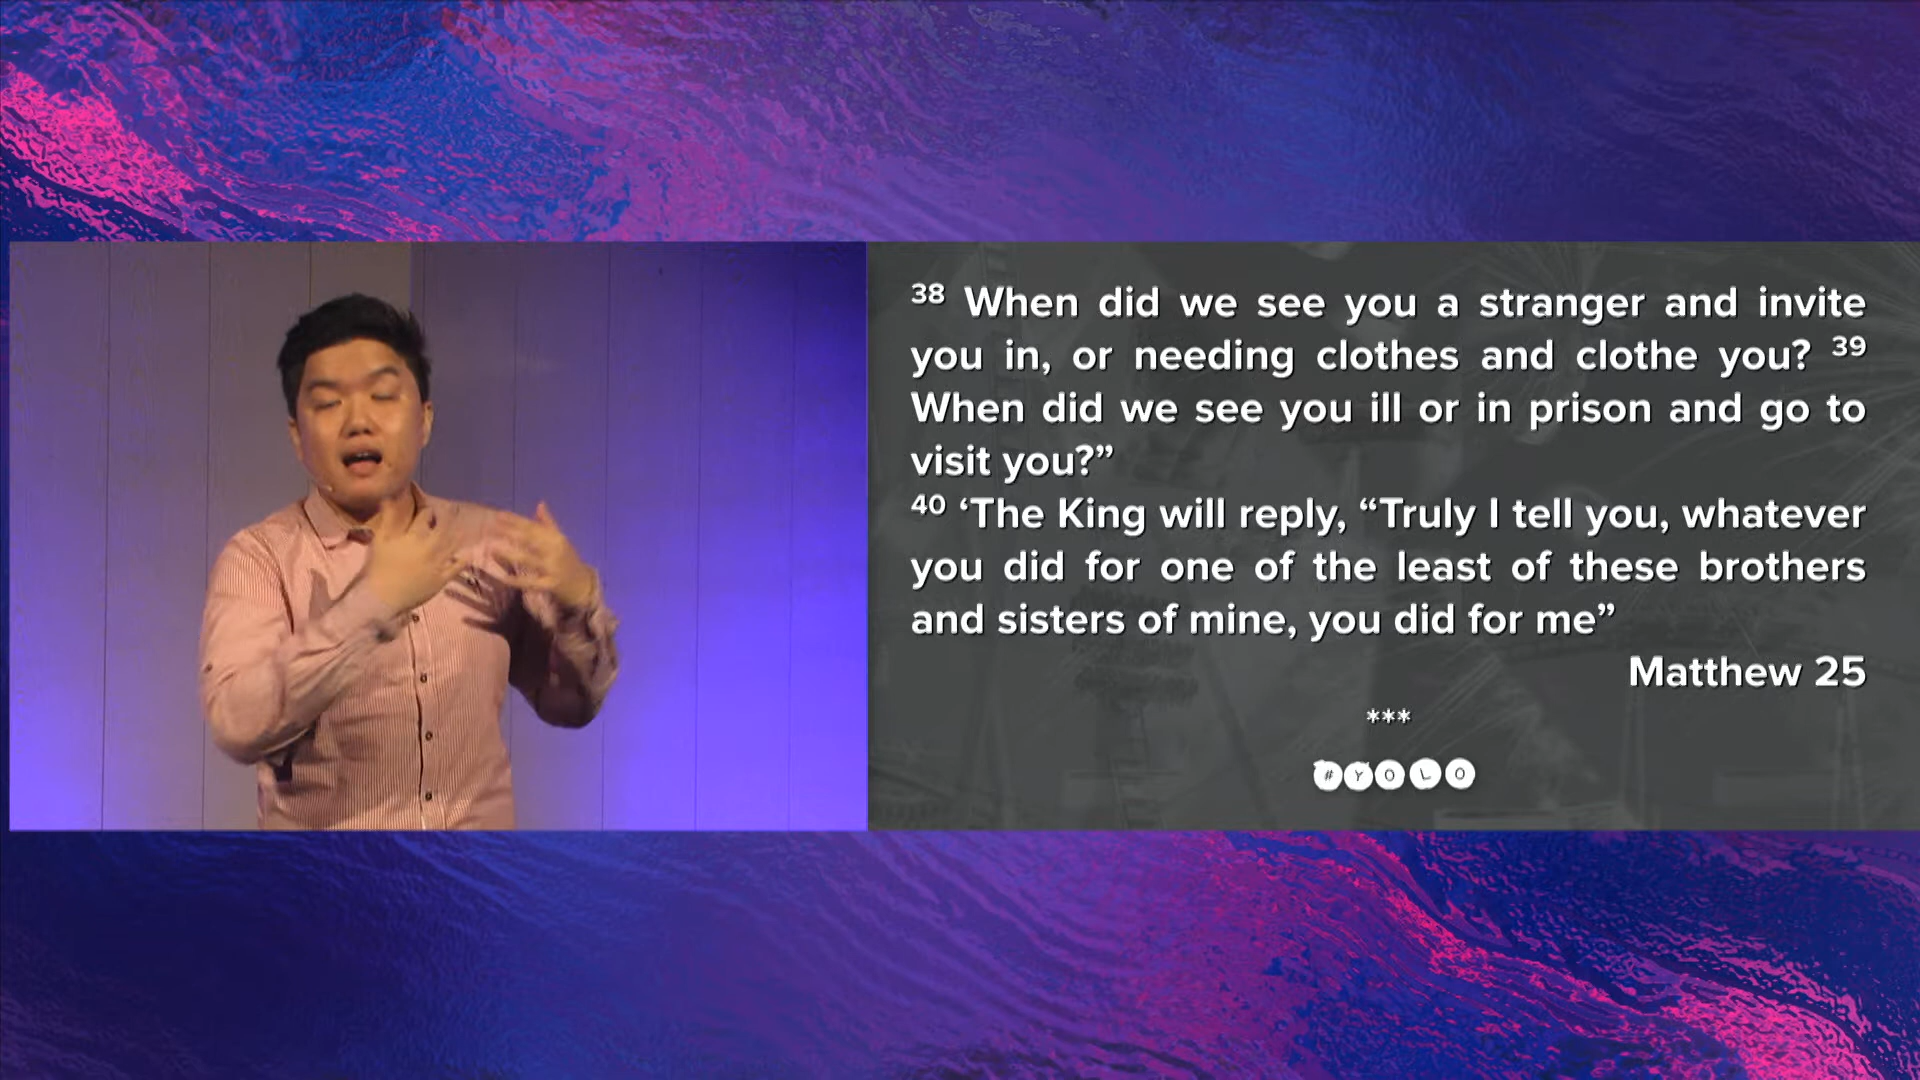 ³⁸ When did we see you a stranger and invite
you in, or needing clothes and clothe you? ³⁹
When did we see you ill or in prison and go to
visit you?”
⁴⁰ ‘The King will reply, “Truly I tell you, whatever
you did for one of the least of these brothers
and sisters of mine, you did for me”
Matthew 25
***
#YOLO